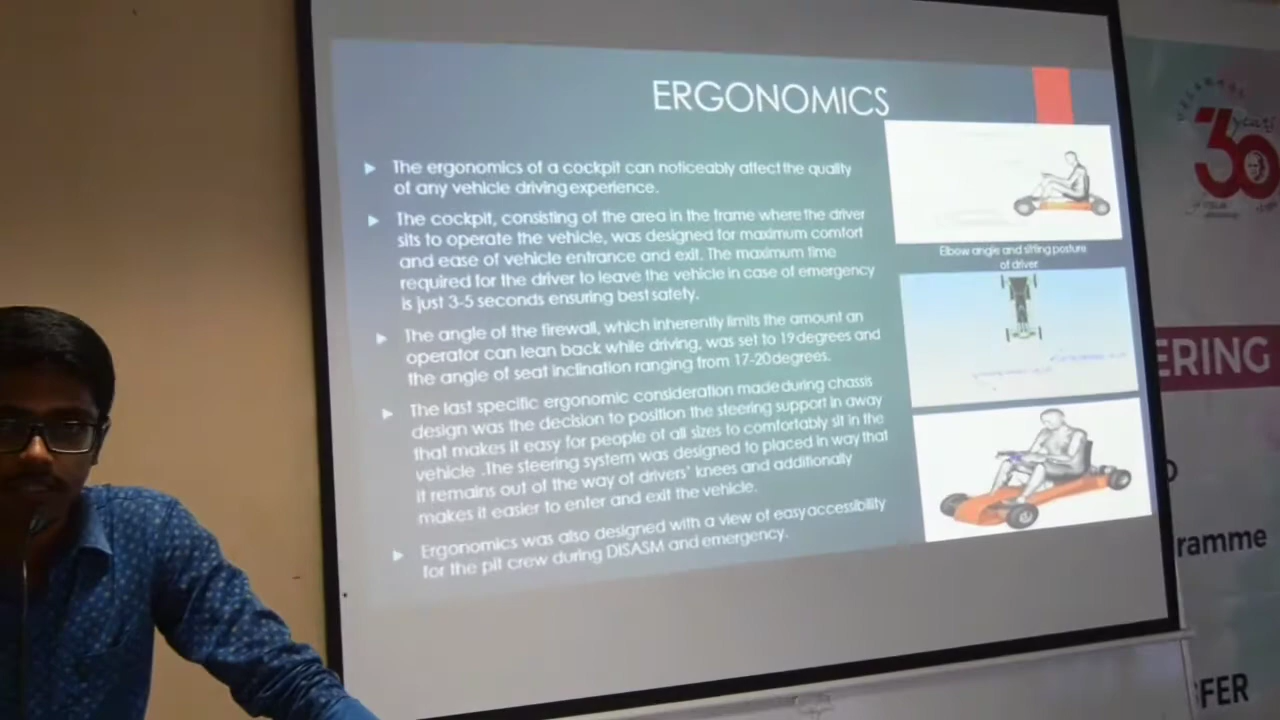 ERGONOMICS
The ergonomics of a cockpit can noticeably affect the quality
of any vehicle driving experience.
The cockpit, consisting of the area in the frame where the driver
sits to operate the vehicle, was designed for maximum comfort
and ease of vehicle entrance and exit. The maximum time
required for the driver to leave the vehicle in case of emergency
is just 3-5 seconds ensuring best safety.
The angle of the firewall, which inherently limits the amount an
operator can lean back while driving, was set to 19degrees and
the angle of seat inclination ranging from 17-20degrees.
The last specific ergonomic consideration made during chassis
design was the decision to position the steering support in away
that makes it easy for people of all sizes to comfortably sit in the
vehicle .The steering system was designed to placed in way that
it remains out of the way of drivers' knees and additionally
makes it easier to enter and exit the vehicle.
Ergonomics was also designed with a view of easy accessibility
for the pit crew during DISASM and emergency.
Elbow angle and sitting posture
of driver
30
years
ERING
ramme
FER